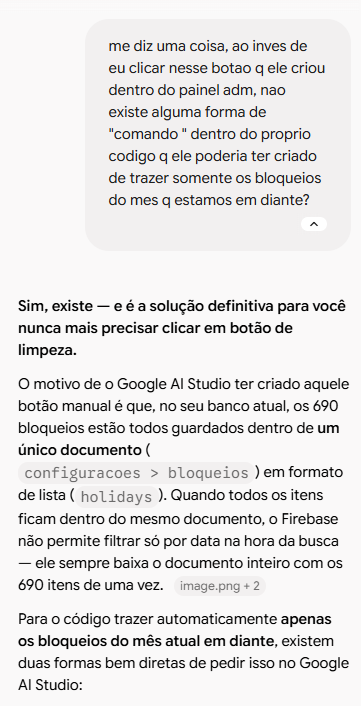 me diz uma coisa, ao inves de
eu clicar nesse botao q ele criou
dentro do painel adm, nao
existe alguma forma de
"comando " dentro do proprio
codigo q ele poderia ter criado
de trazer somente os bloqueios
do mes q estamos em diante?
Sim, existe — e é a solução definitiva para você
nunca mais precisar clicar em botão de
limpeza.
O motivo de o Google AI Studio ter criado aquele
botão manual é que, no seu banco atual, os 690
bloqueios estão todos guardados dentro de um
único documento (
configuracoes > bloqueios ) em formato
de lista ( holidays ). Quando todos os itens
ficam dentro do mesmo documento, o Firebase
não permite filtrar só por data na hora da busca
— ele sempre baixa o documento inteiro com os
690 itens de uma vez. image.png + 2
Para o código trazer automaticamente apenas
os bloqueios do mês atual em diante, existem
duas formas bem diretas de pedir isso no Google
AI Studio: